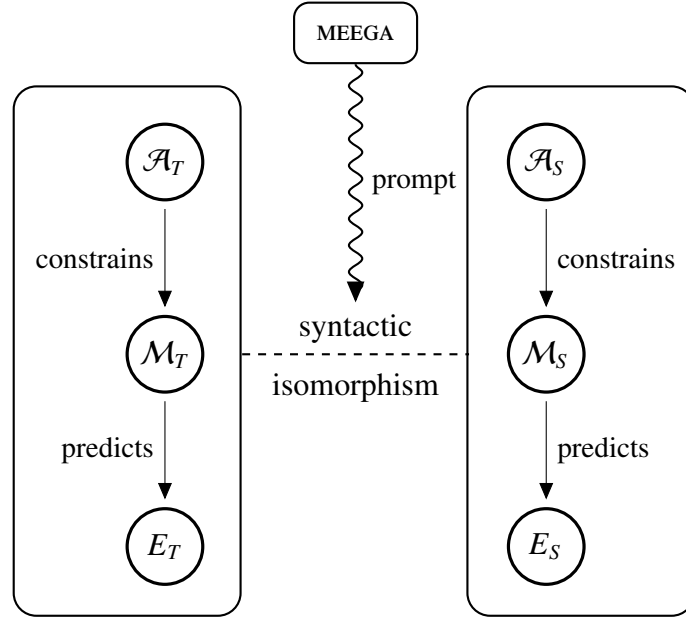 MEEGA
𝒜_T
𝒜_S
prompt
constrains
constrains
syntactic
ℳ_T
ℳ_S
isomorphism
predicts
predicts
E_T
E_S